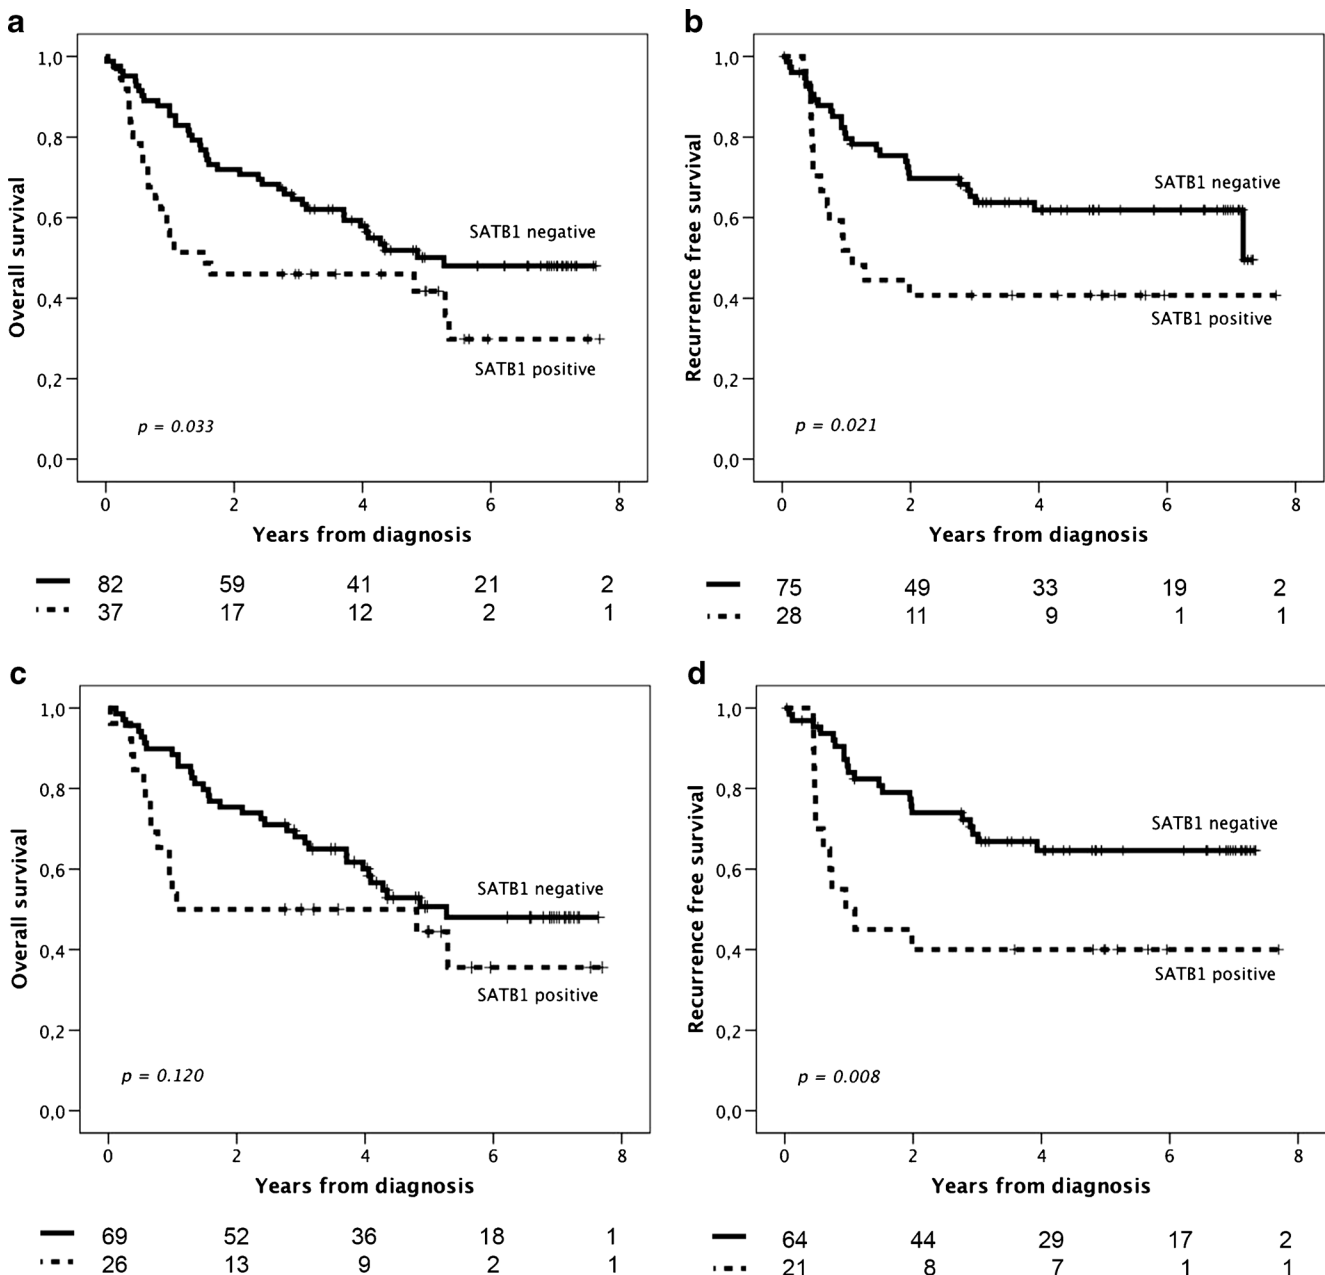 a
1,0
0,8
0,6
0,4
0,2
0,0
Overall survival
SATB1 negative
SATB1 positive
p = 0.033
0 2 4 6 8
Years from diagnosis
82 59 41 21 2
37 17 12 2 1
b
1,0
0,8
0,6
0,4
0,2
0,0
Recurrence free survival
SATB1 negative
SATB1 positive
p = 0.021
0 2 4 6 8
Years from diagnosis
75 49 33 19 2
28 11 9 1 1
c
1,0
0,8
0,6
0,4
0,2
0,0
Overall survival
SATB1 negative
SATB1 positive
p = 0.120
0 2 4 6 8
Years from diagnosis
69 52 36 18 1
26 13 9 2 1
d
1,0
0,8
0,6
0,4
0,2
0,0
Recurrence free survival
SATB1 negative
SATB1 positive
p = 0.008
0 2 4 6 8
Years from diagnosis
64 44 29 17 2
21 8 7 1 1